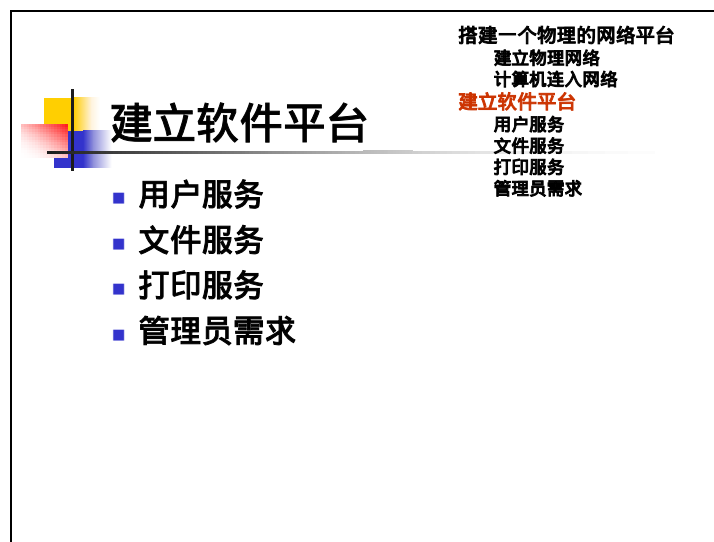 搭建一个物理的网络平台
建立物理网络
计算机连入网络
建立软件平台
用户服务
文件服务
打印服务
管理员需求
建立软件平台
用户服务
文件服务
打印服务
管理员需求